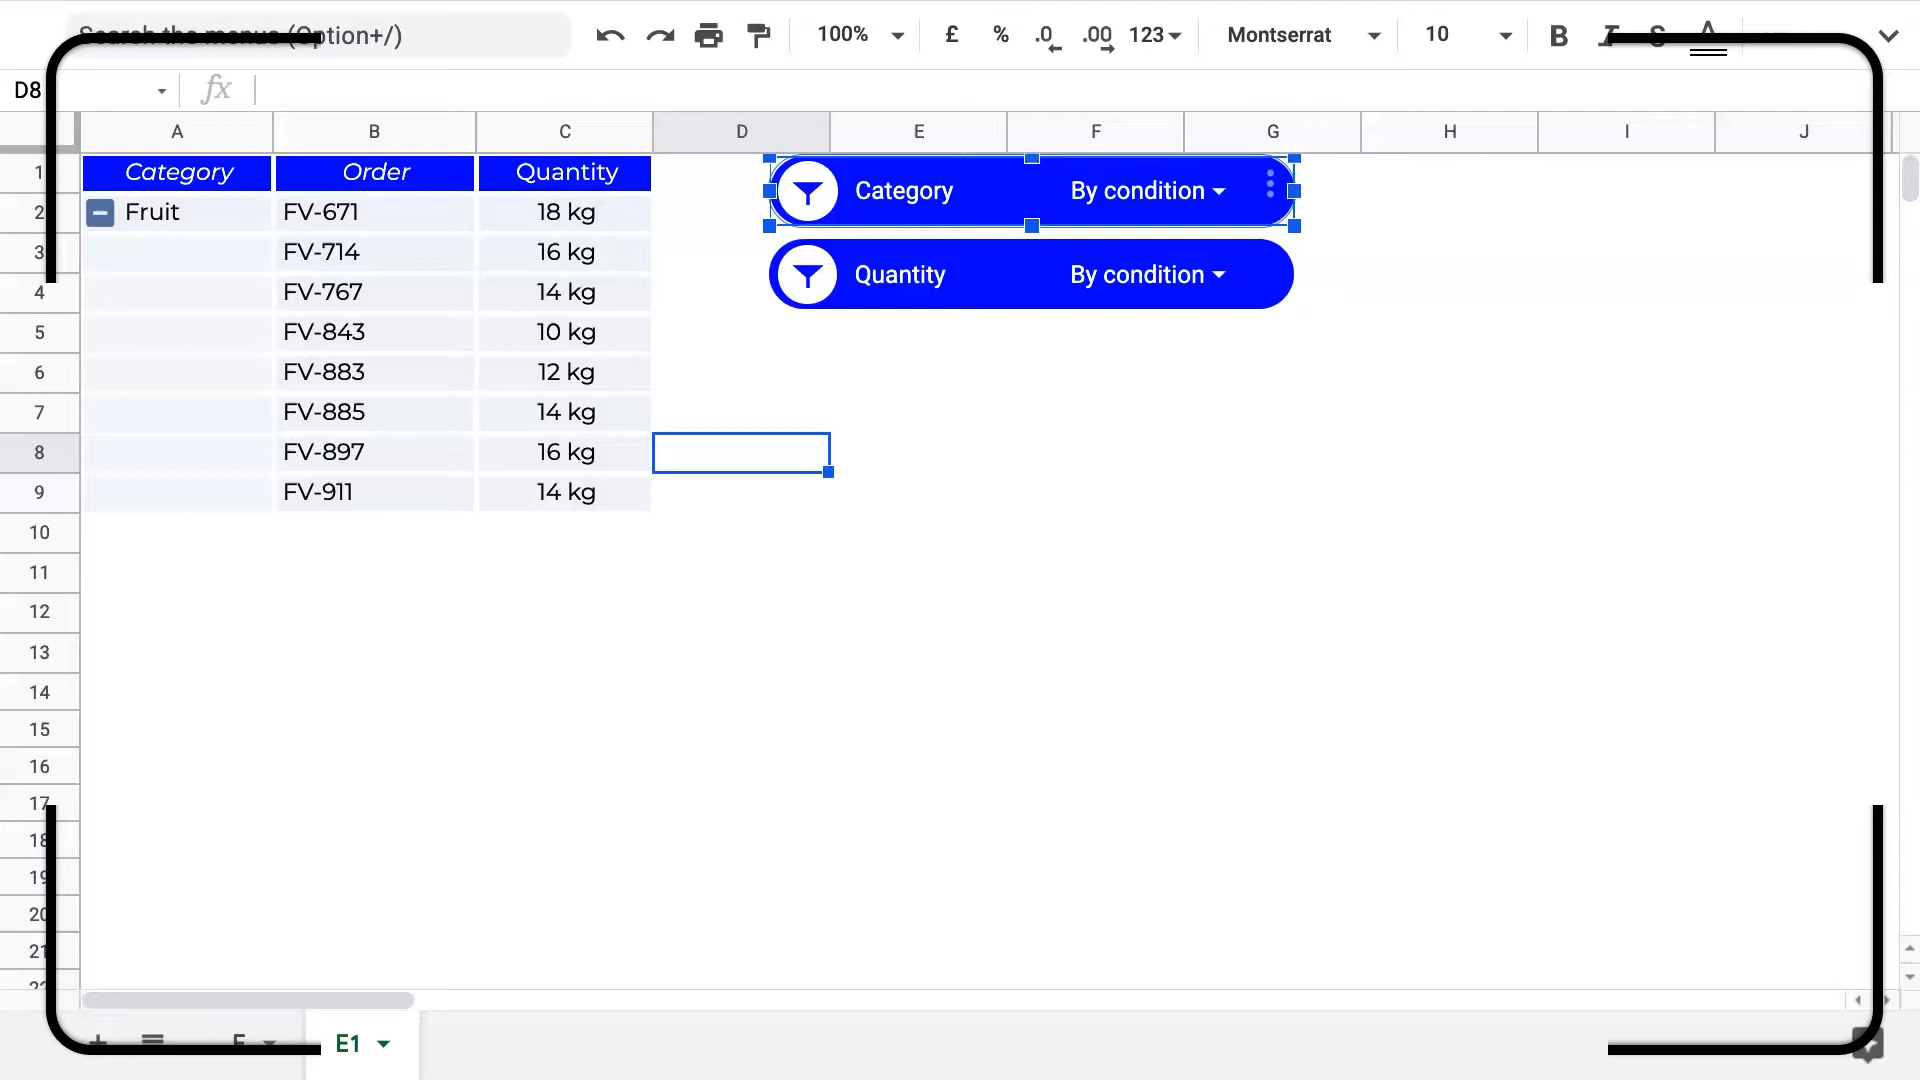 Search the menus (Option+/) 100% £ % .0 .00 123 Montserrat 10 B I S A
D8 fx
A B C D E F G H I J
1 Category Order Quantity Category By condition
2 Fruit FV-671 18 kg
3 FV-714 16 kg Quantity By condition
4 FV-767 14 kg
5 FV-843 10 kg
6 FV-883 12 kg
7 FV-885 14 kg
8 FV-897 16 kg
9 FV-911 14 kg
10
11
12
13
14
15
16
17
18
19
20
21
22
E1